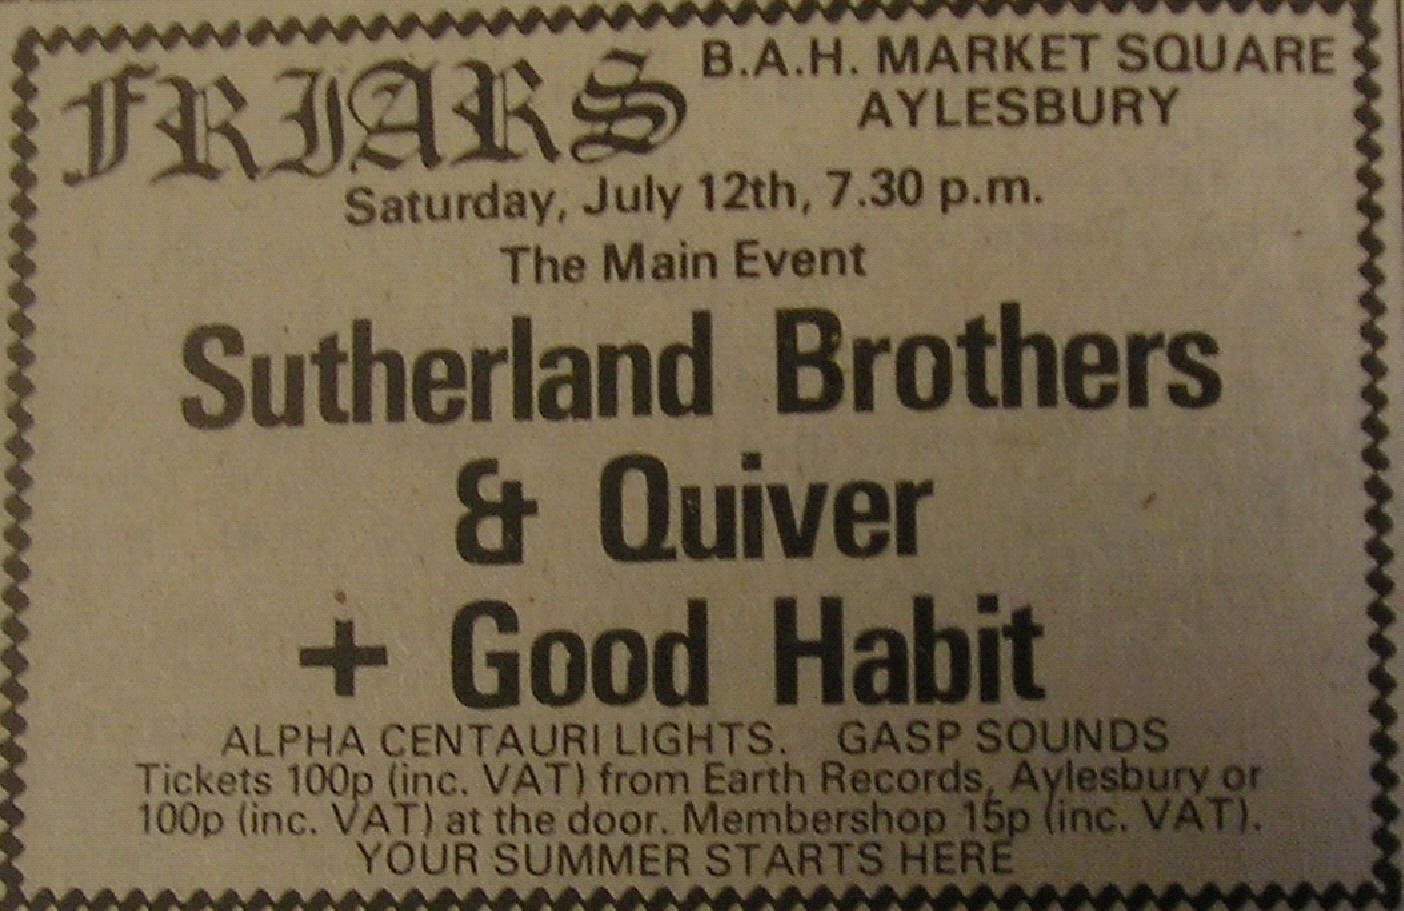 FRIARS B.A.H. MARKET SQUARE
AYLESBURY
Saturday, July 12th, 7.30 p.m.
The Main Event
Sutherland Brothers
& Quiver
+ Good Habit
ALPHA CENTAURI LIGHTS. GASP SOUNDS
Tickets 100p (inc. VAT) from Earth Records, Aylesbury or
100p (inc. VAT) at the door. Membershop 15p (inc. VAT).
YOUR SUMMER STARTS HERE